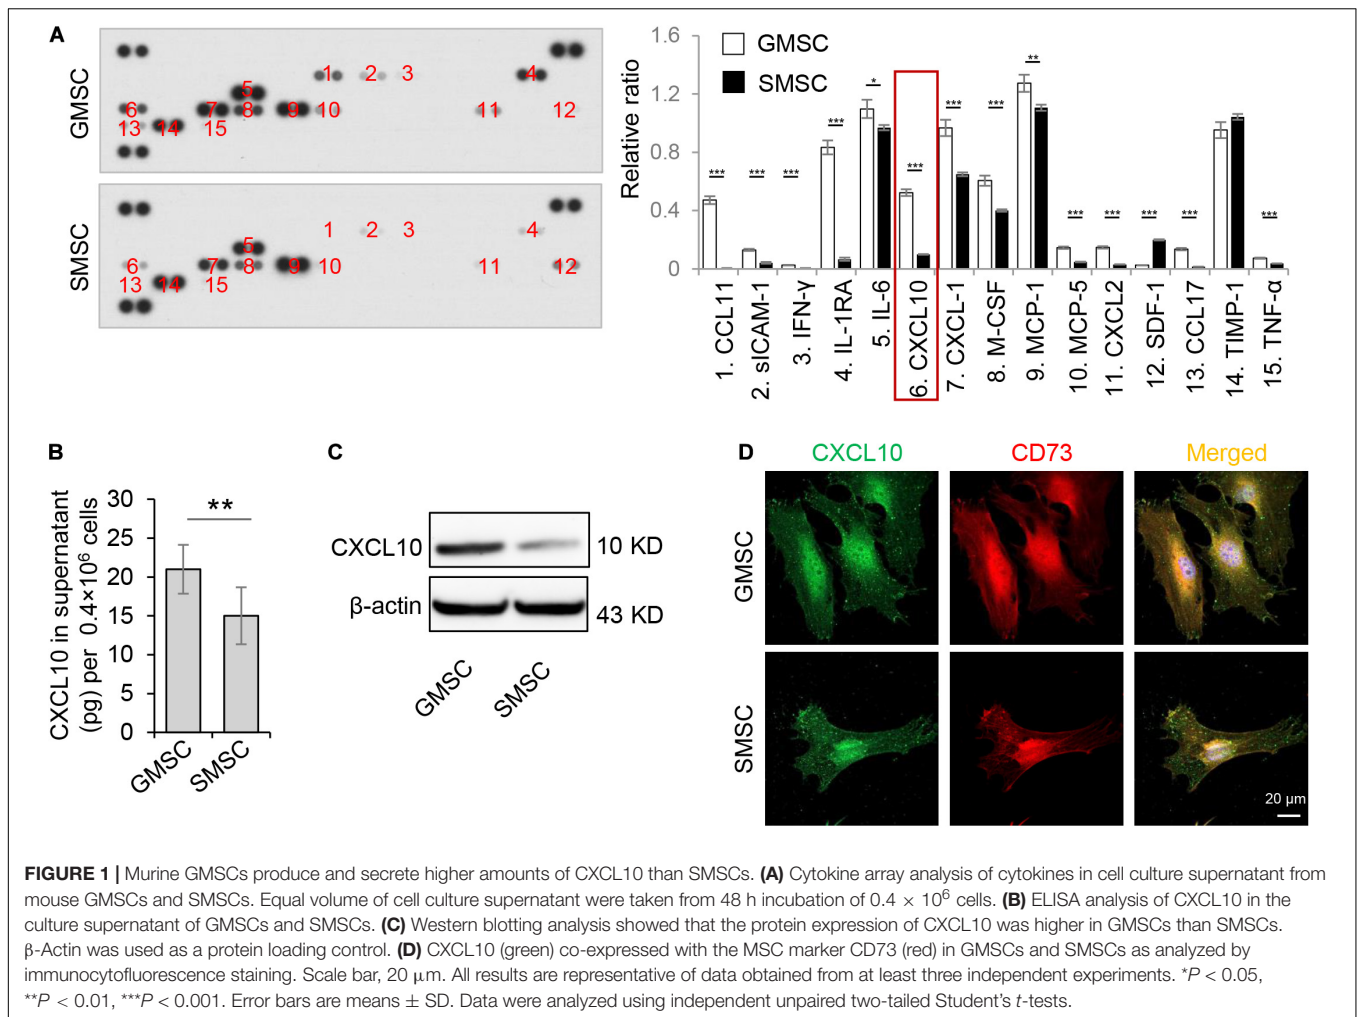 A
GMSC
1 2 3 4
5
6 7 8 9 10 11 12
13 14 15
SMSC
1 2 3 4
5
6 7 8 9 10 11 12
13 14 15
Relative ratio
1.6
1.2
0.8
0.4
0
GMSC
SMSC
*** *** *** *** * *** *** *** ** *** *** *** *** ***
1. CCL11
2. sICAM-1
3. IFN-γ
4. IL-1RA
5. IL-6
6. CXCL10
7. CXCL-1
8. M-CSF
9. MCP-1
10. MCP-5
11. CXCL2
12. SDF-1
13. CCL17
14. TIMP-1
15. TNF-α
B
CXCL10 in supernatant
(pg) per 0.4×10⁶ cells
30
25
20
15
10
5
0
**
GMSC
SMSC
C
CXCL10 10 KD
β-actin 43 KD
GMSC
SMSC
D
CXCL10 CD73 Merged
GMSC
SMSC
20 μm
FIGURE 1 | Murine GMSCs produce and secrete higher amounts of CXCL10 than SMSCs. (A) Cytokine array analysis of cytokines in cell culture supernatant from
mouse GMSCs and SMSCs. Equal volume of cell culture supernatant were taken from 48 h incubation of 0.4 × 10⁶ cells. (B) ELISA analysis of CXCL10 in the
culture supernatant of GMSCs and SMSCs. (C) Western blotting analysis showed that the protein expression of CXCL10 was higher in GMSCs than SMSCs.
β-Actin was used as a protein loading control. (D) CXCL10 (green) co-expressed with the MSC marker CD73 (red) in GMSCs and SMSCs as analyzed by
immunocytofluorescence staining. Scale bar, 20 μm. All results are representative of data obtained from at least three independent experiments. *P < 0.05,
**P < 0.01, ***P < 0.001. Error bars are means ± SD. Data were analyzed using independent unpaired two-tailed Student's t-tests.